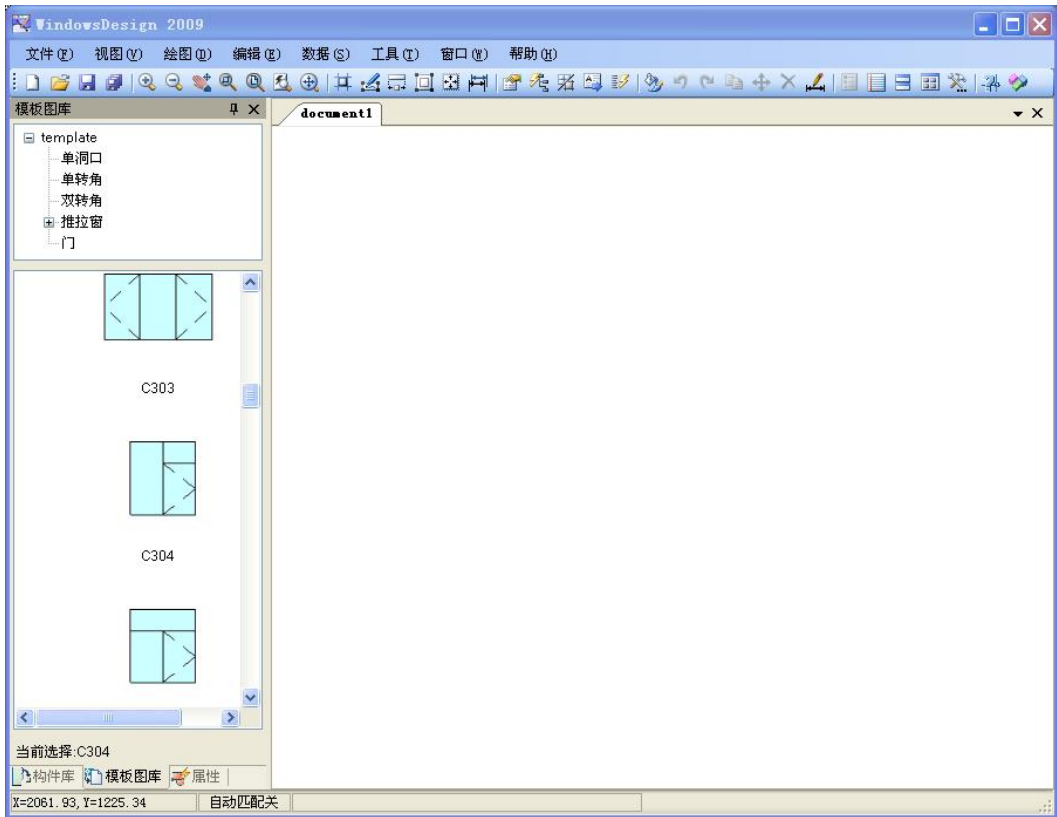 WindowsDesign 2009
文件(F) 视图(V) 绘图(D) 编辑(E) 数据(S) 工具(T) 窗口(W) 帮助(H)
模板图库
document1
template
单洞口
单转角
双转角
推拉窗
门
C303
C304
当前选择:C304
构件库 模板图库 属性
X=2061.93,Y=1225.34 自动匹配关